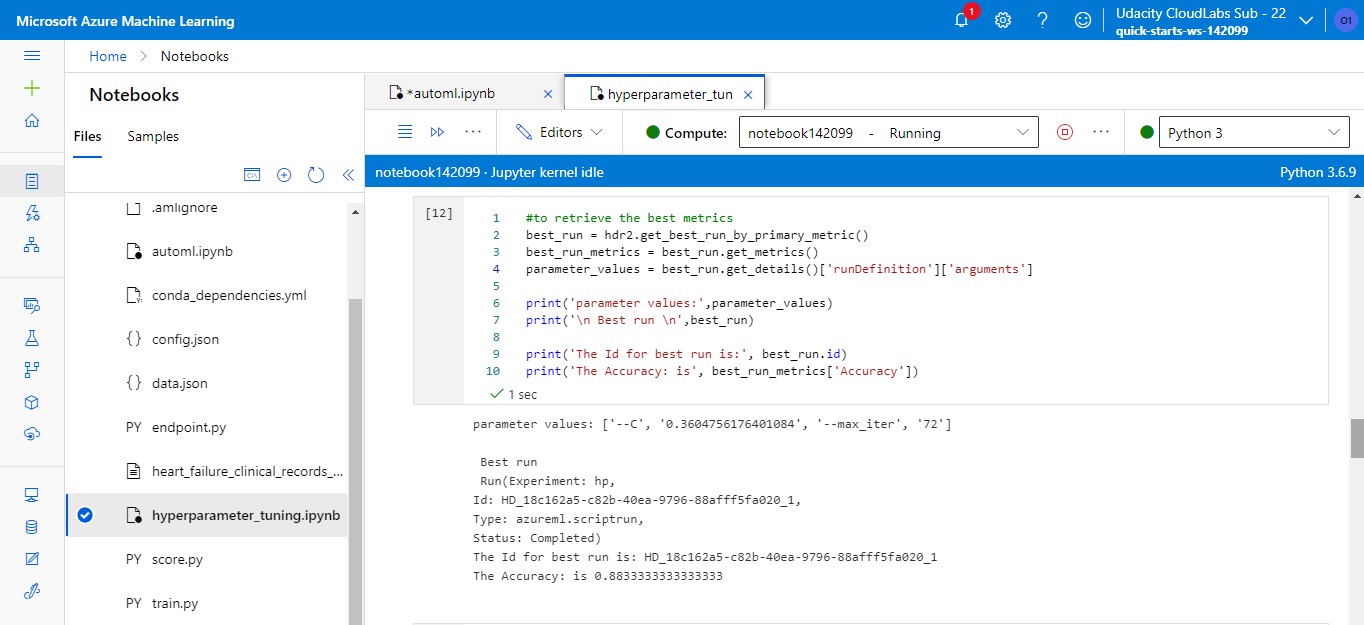 Microsoft Azure Machine Learning
1
Udacity CloudLabs Sub - 22
quick-starts-ws-142099
O1
Home > Notebooks
Notebooks
Files Samples
.amlignore
automl.ipynb
conda_dependencies.yml
{} config.json
{} data.json
PY endpoint.py
heart_failure_clinical_records_...
hyperparameter_tuning.ipynb
PY score.py
PY train.py
*automl.ipynb ×
hyperparameter_tun ×
Editors
Compute: notebook142099 - Running
Python 3
notebook142099 · Jupyter kernel idle
Python 3.6.9
[12]
1 #to retrieve the best metrics
2 best_run = hdr2.get_best_run_by_primary_metric()
3 best_run_metrics = best_run.get_metrics()
4 parameter_values = best_run.get_details()['runDefinition']['arguments']
5
6 print('parameter values:',parameter_values)
7 print('\n Best run \n',best_run)
8
9 print('The Id for best run is:', best_run.id)
10 print('The Accuracy: is', best_run_metrics['Accuracy'])
1 sec
parameter values: ['--C', '0.3604756176401084', '--max_iter', '72']
Best run
Run(Experiment: hp,
Id: HD_18c162a5-c82b-40ea-9796-88afff5fa020_1,
Type: azureml.scriptrun,
Status: Completed)
The Id for best run is: HD_18c162a5-c82b-40ea-9796-88afff5fa020_1
The Accuracy: is 0.8833333333333333